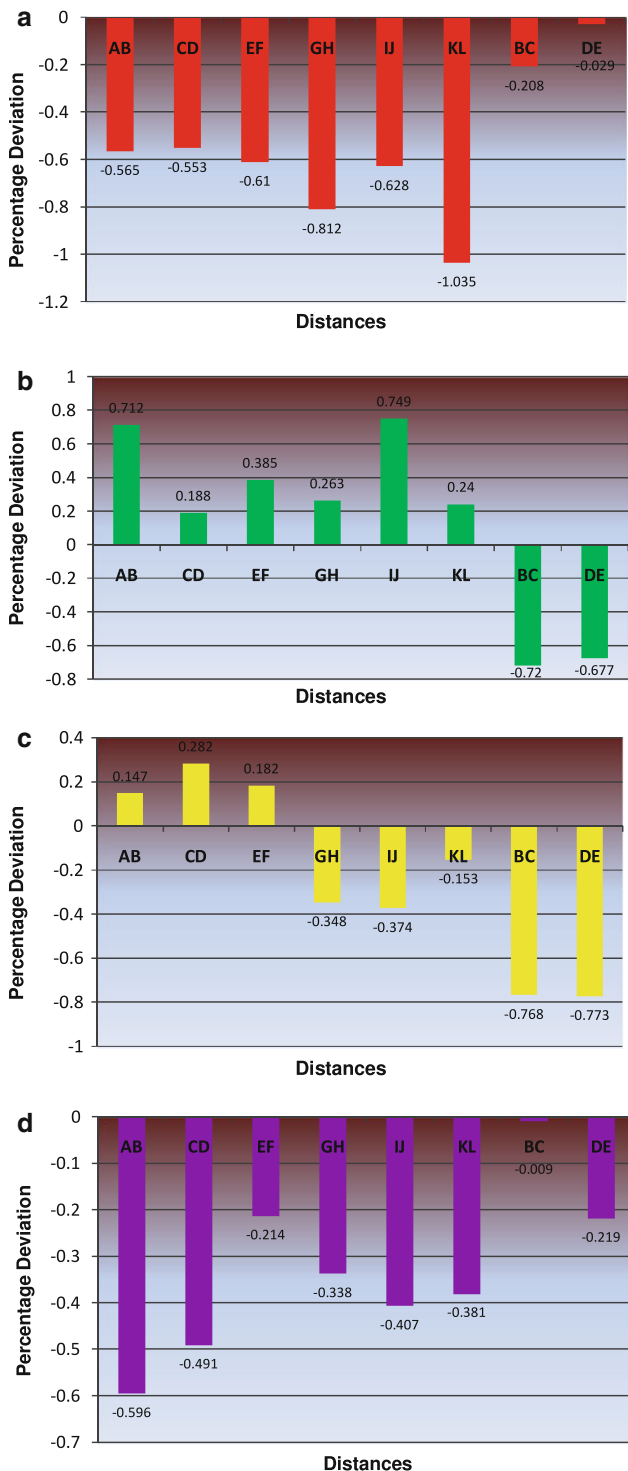 a
0
-0.2
-0.4
-0.6
-0.8
-1
-1.2
Percentage Deviation
AB CD EF GH IJ KL BC DE
-0.565 -0.553 -0.61 -0.812 -0.628 -1.035 -0.208 -0.029
Distances
b
1
0.8
0.6
0.4
0.2
0
-0.2
-0.4
-0.6
-0.8
Percentage Deviation
0.712 0.188 0.385 0.263 0.749 0.24 -0.72 -0.677
AB CD EF GH IJ KL BC DE
Distances
c
0.4
0.2
0
-0.2
-0.4
-0.6
-0.8
-1
Percentage Deviation
0.147 0.282 0.182 -0.348 -0.374 -0.153 -0.768 -0.773
AB CD EF GH IJ KL BC DE
Distances
d
0
-0.1
-0.2
-0.3
-0.4
-0.5
-0.6
-0.7
Percentage Deviation
AB CD EF GH IJ KL BC DE
-0.596 -0.491 -0.214 -0.338 -0.407 -0.381 -0.009 -0.219
Distances